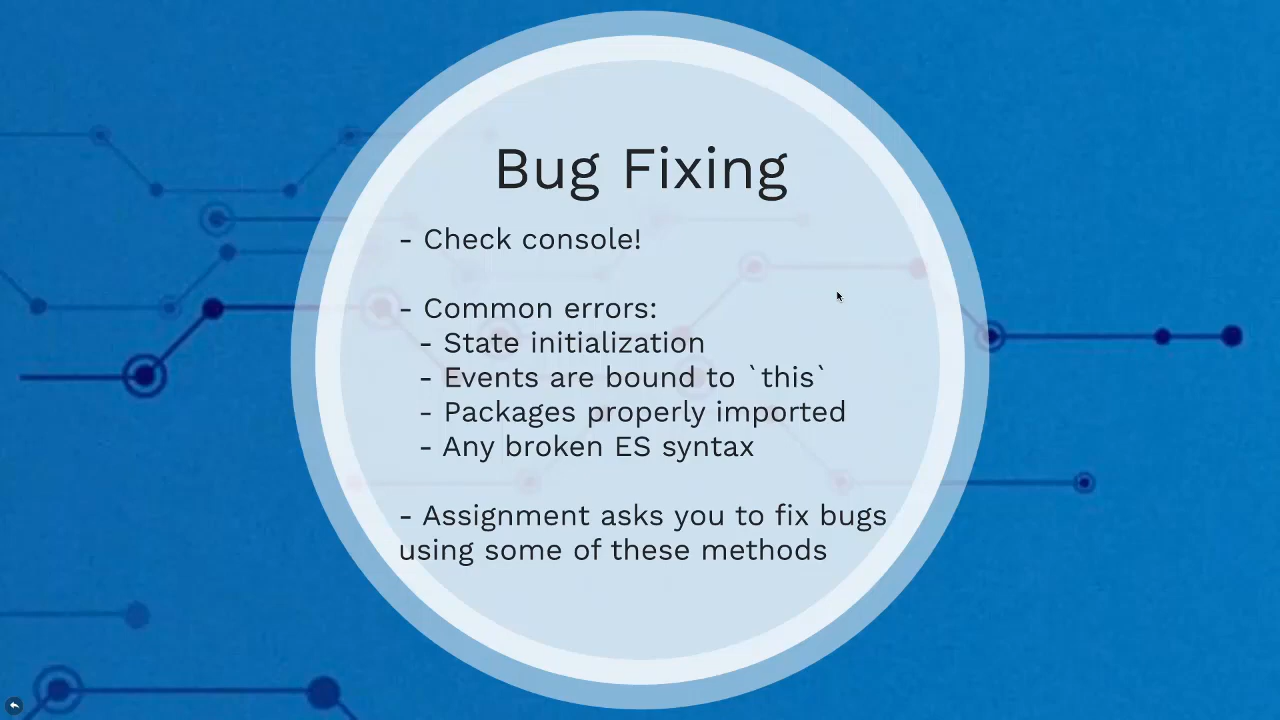 Bug Fixing
- Check console!
- Common errors:
- State initialization
- Events are bound to `this`
- Packages properly imported
- Any broken ES syntax
- Assignment asks you to fix bugs
using some of these methods